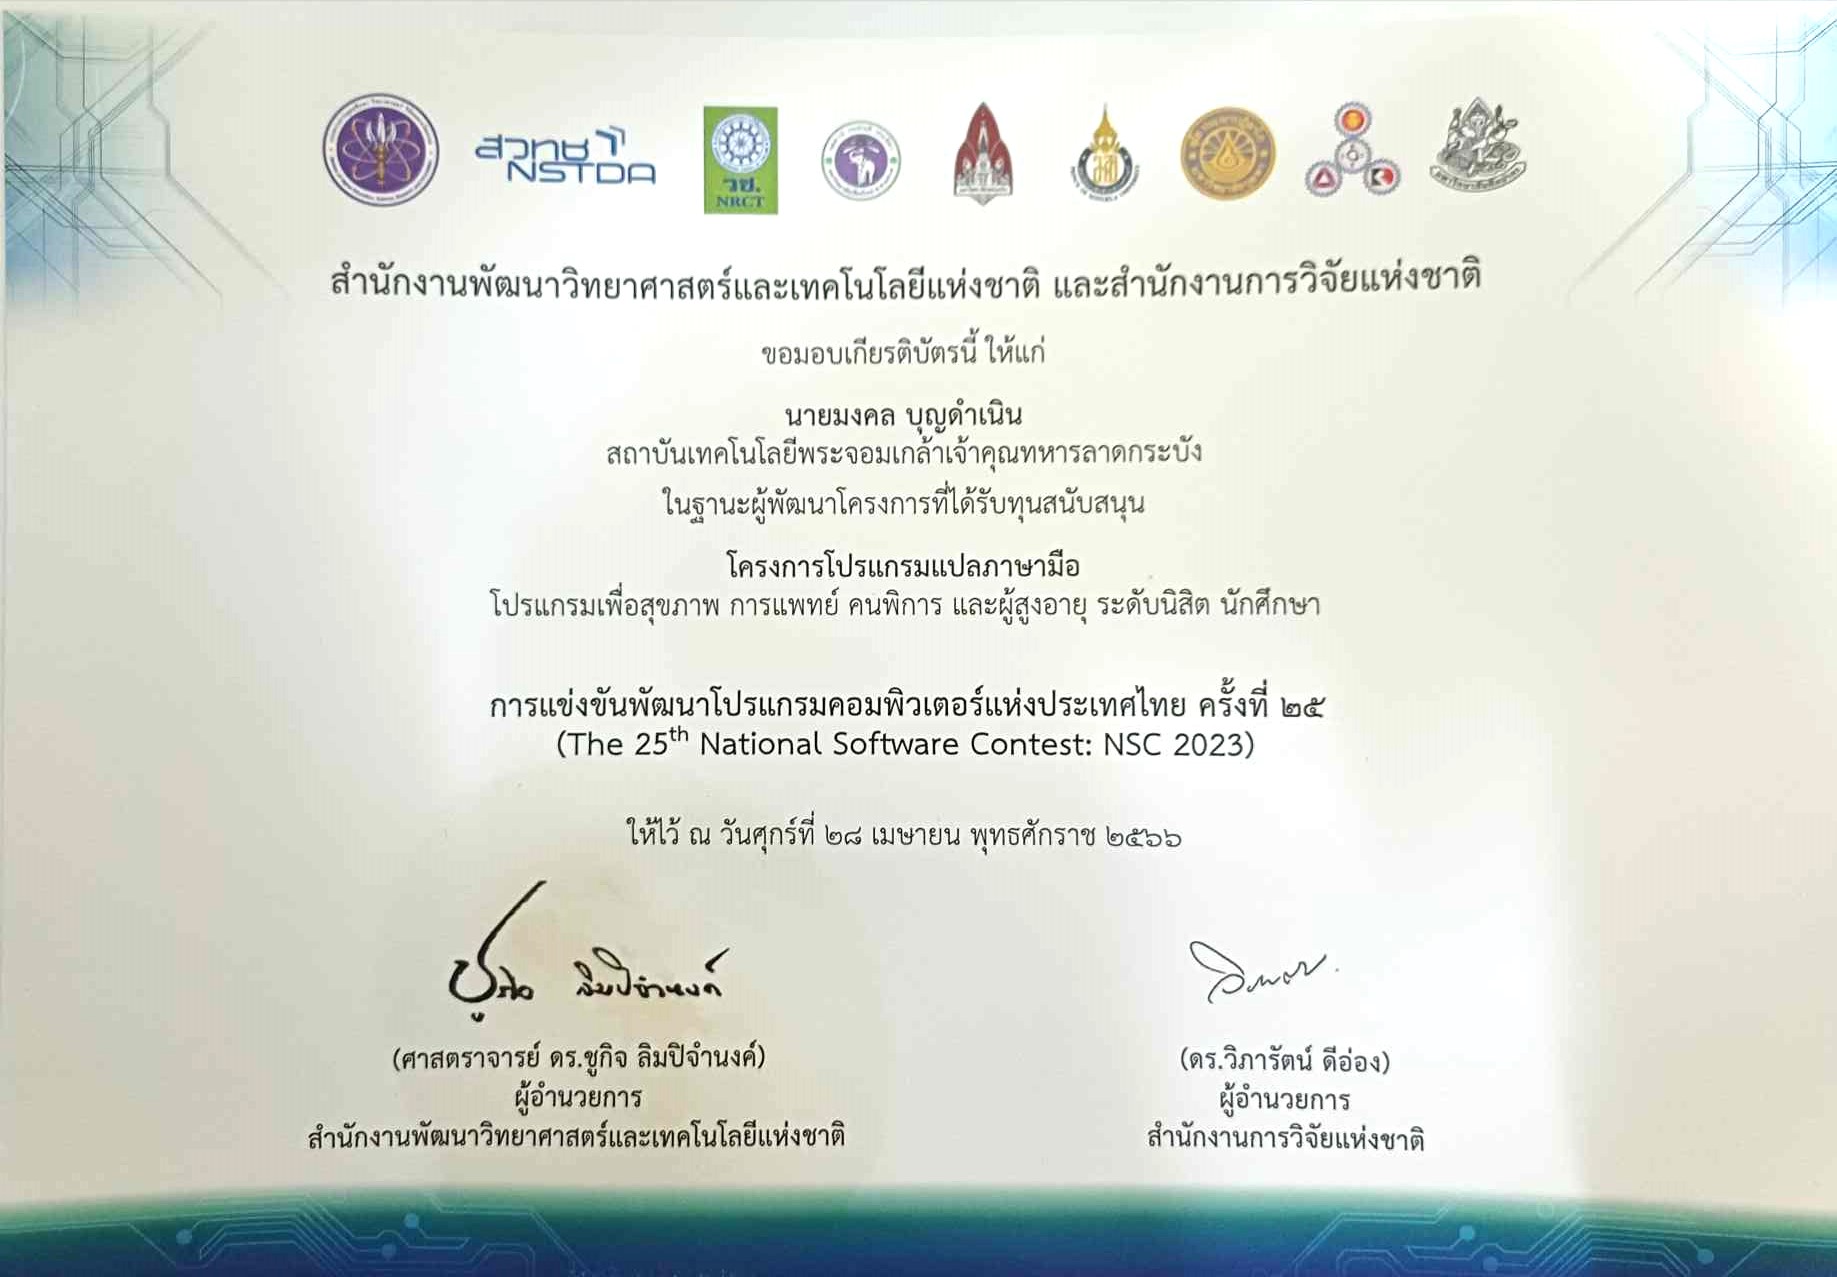 สวทช
NSTDA
วช.
NRCT
สำนักงานพัฒนาวิทยาศาสตร์และเทคโนโลยีแห่งชาติ และสำนักงานการวิจัยแห่งชาติ
ขอมอบเกียรติบัตรนี้ ให้แก่
นายมงคล บุญดำเนิน
สถาบันเทคโนโลยีพระจอมเกล้าเจ้าคุณทหารลาดกระบัง
ในฐานะผู้พัฒนาโครงการที่ได้รับทุนสนับสนุน
โครงการโปรแกรมแปลภาษามือ
โปรแกรมเพื่อสุขภาพ การแพทย์ คนพิการ และผู้สูงอายุ ระดับนิสิต นักศึกษา
การแข่งขันพัฒนาโปรแกรมคอมพิวเตอร์แห่งประเทศไทย ครั้งที่ ๒๕
(The 25th National Software Contest: NSC 2023)
ให้ไว้ ณ วันศุกร์ที่ ๒๘ เมษายน พุทธศักราช ๒๕๖๖
ชูกิจ ลิมปิจำนงค์
(ศาสตราจารย์ ดร.ชูกิจ ลิมปิจำนงค์)
ผู้อำนวยการ
สำนักงานพัฒนาวิทยาศาสตร์และเทคโนโลยีแห่งชาติ
(ดร.วิภารัตน์ ดีอ่อง)
ผู้อำนวยการ
สำนักงานการวิจัยแห่งชาติ